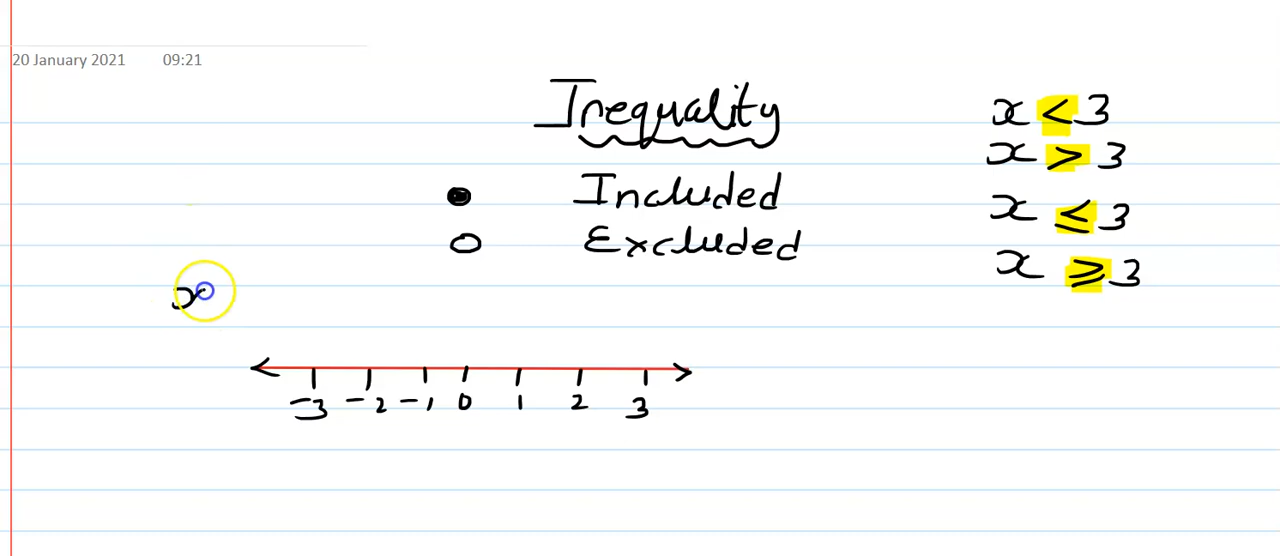 20 January 2021 09:21
Inequality
x < 3
x > 3
● Included
x ≤ 3
○ Excluded
x ≥ 3
x
-3 -2 -1 0 1 2 3